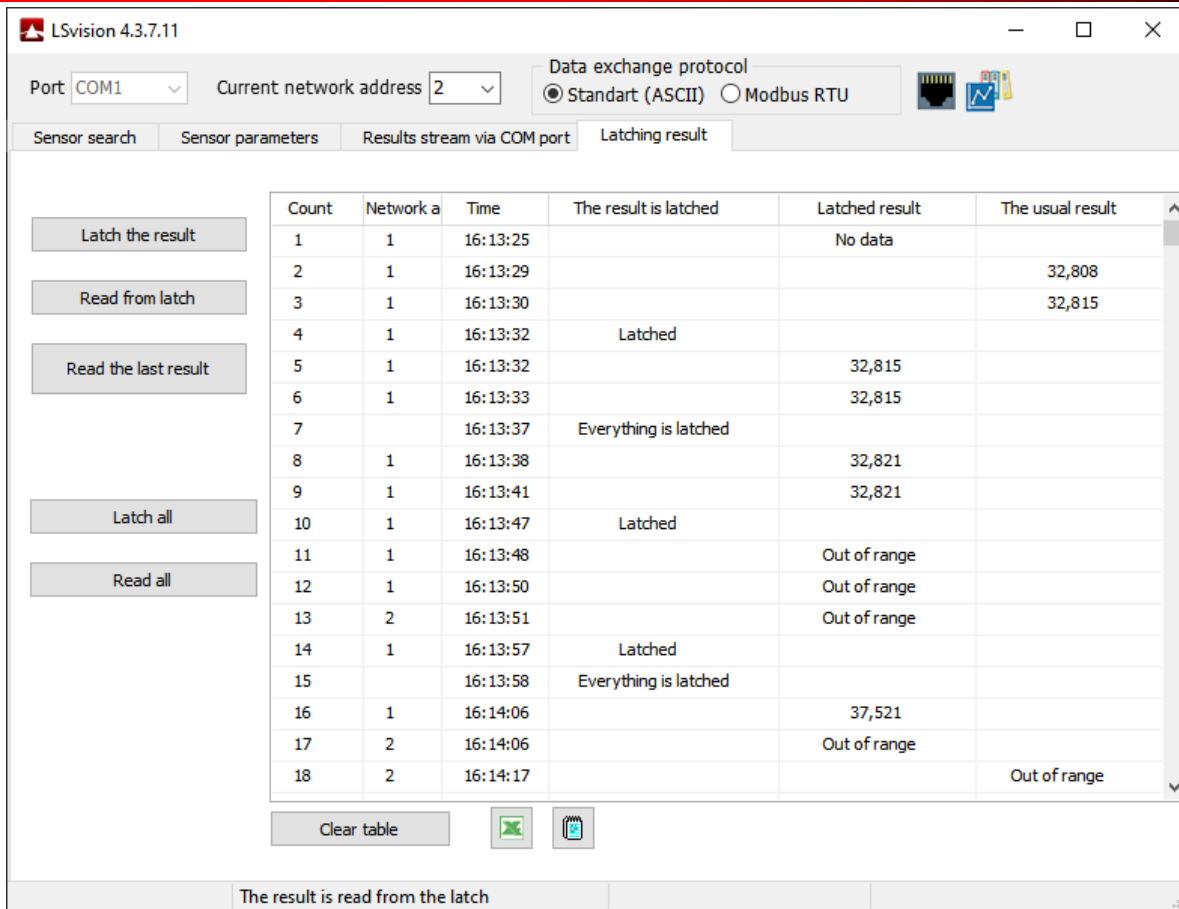 LSvision 4.3.7.11
Data exchange protocol
Port COM1 Current network address 2 Standart (ASCII) Modbus RTU
Sensor search Sensor parameters Results stream via COM port Latching result
Count Network a Time The result is latched Latched result The usual result
Latch the result
1 1 16:13:25 No data
2 1 16:13:29 32,808
Read from latch
3 1 16:13:30 32,815
4 1 16:13:32 Latched
Read the last result
5 1 16:13:32 32,815
6 1 16:13:33 32,815
7 16:13:37 Everything is latched
8 1 16:13:38 32,821
9 1 16:13:41 32,821
Latch all
10 1 16:13:47 Latched
11 1 16:13:48 Out of range
Read all
12 1 16:13:50 Out of range
13 2 16:13:51 Out of range
14 1 16:13:57 Latched
15 16:13:58 Everything is latched
16 1 16:14:06 37,521
17 2 16:14:06 Out of range
18 2 16:14:17 Out of range
Clear table
The result is read from the latch